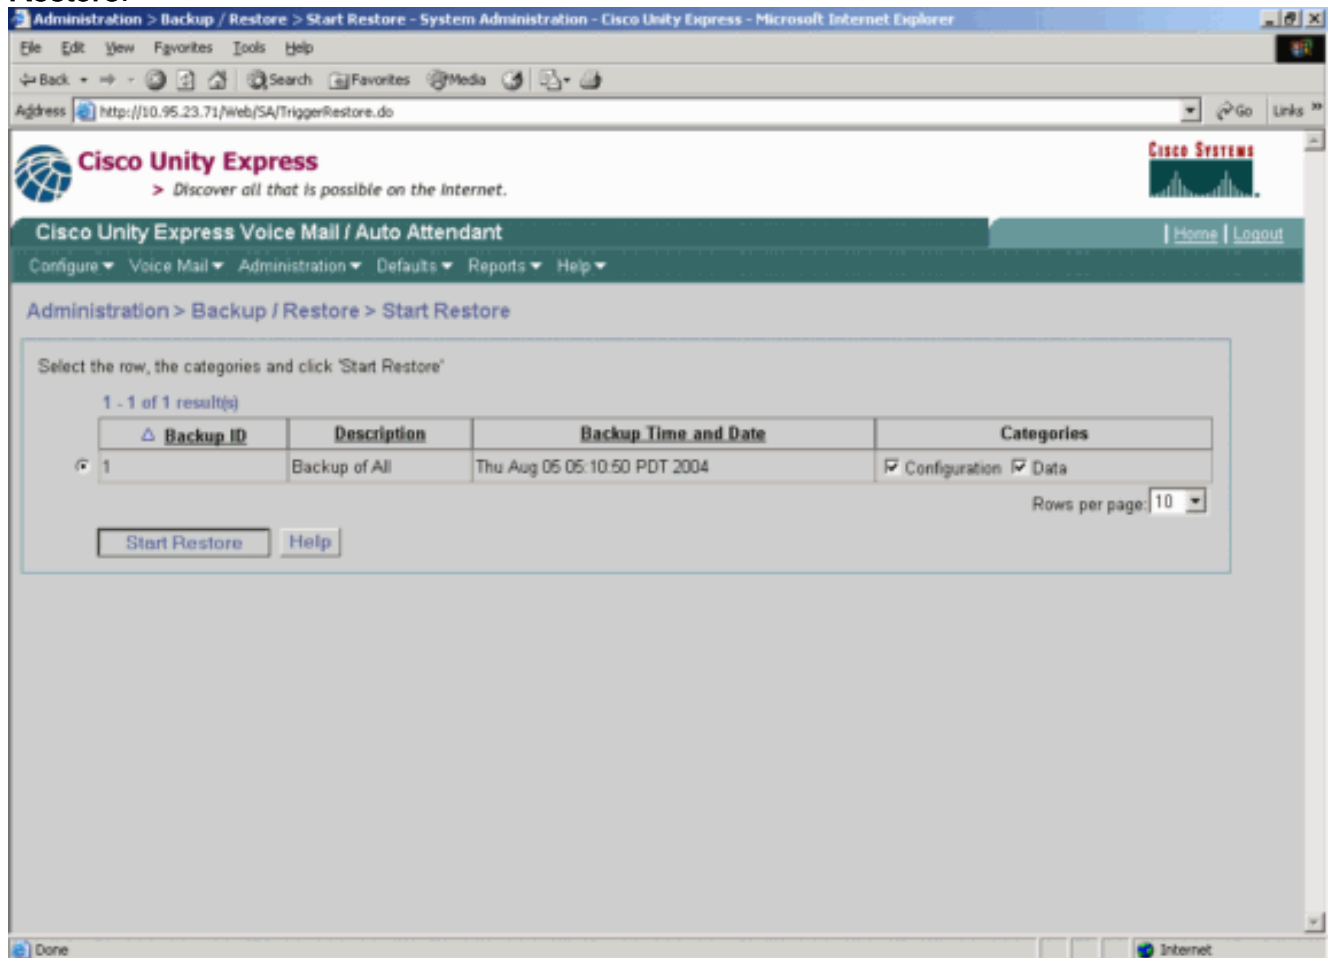 Restore.
Administration > Backup / Restore > Start Restore - System Administration - Cisco Unity Express - Microsoft Internet Explorer
File Edit View Favorites Tools Help
Back Search Favorites Media
Address http://10.95.23.71/Web/SA/TriggerRestore.do Go Links »
Cisco Unity Express
> Discover all that is possible on the Internet.
CISCO SYSTEMS
Cisco Unity Express Voice Mail / Auto Attendant
| Home | Logout
Configure Voice Mail Administration Defaults Reports Help
Administration > Backup / Restore > Start Restore
Select the row, the categories and click 'Start Restore'
1 - 1 of 1 result(s)
Backup ID Description Backup Time and Date Categories
1 Backup of All Thu Aug 05 05:10:50 PDT 2004 Configuration Data
Rows per page: 10
Start Restore Help
Done Internet